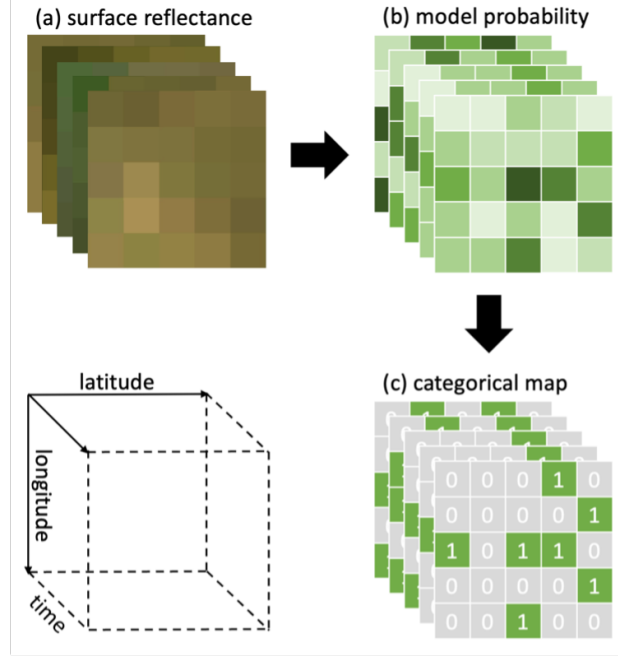 (a) surface reflectance
(b) model probability
latitude
longitude
time
(c) categorical map
0 0 0 1 0
0 0 0 0 1
1 0 1 1 0
0 0 0 0 1
0 0 1 0 0